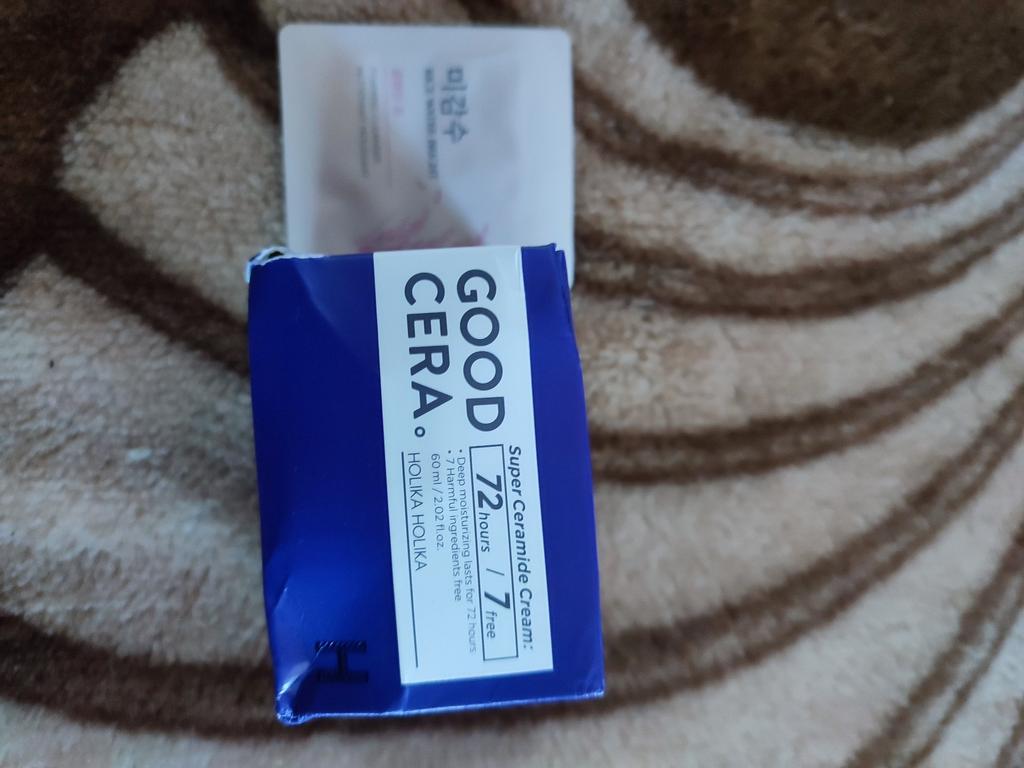 미감수
GOOD
CERA.
Super Ceramide Cream:
72 hours / 7 free
• Deep moisturizing lasts for 72 hours
• 7 Harmful ingredients free
60 ml / 2.02 fl.oz.
HOLIKA HOLIKA
H